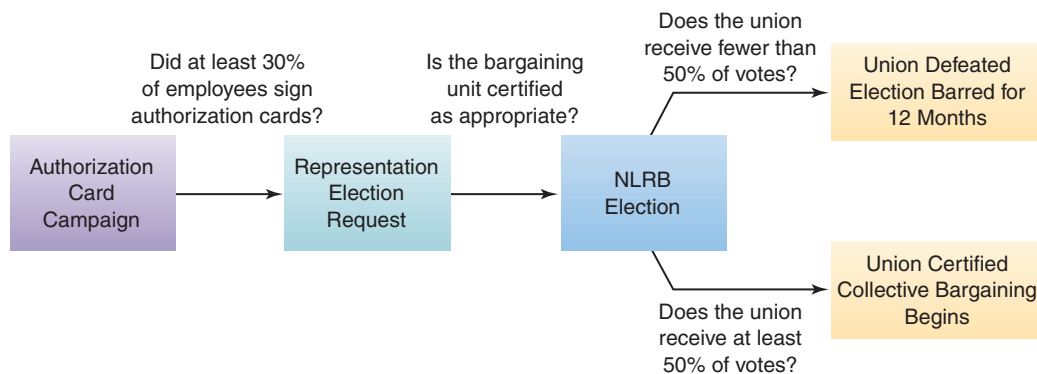 Authorization
Card
Campaign
Did at least 30%
of employees sign
authorization cards?
Representation
Election
Request
Is the bargaining
unit certified
as appropriate?
NLRB
Election
Does the union
receive fewer than
50% of votes?
Union Defeated
Election Barred for
12 Months
Does the union
receive at least
50% of votes?
Union Certified
Collective Bargaining
Begins